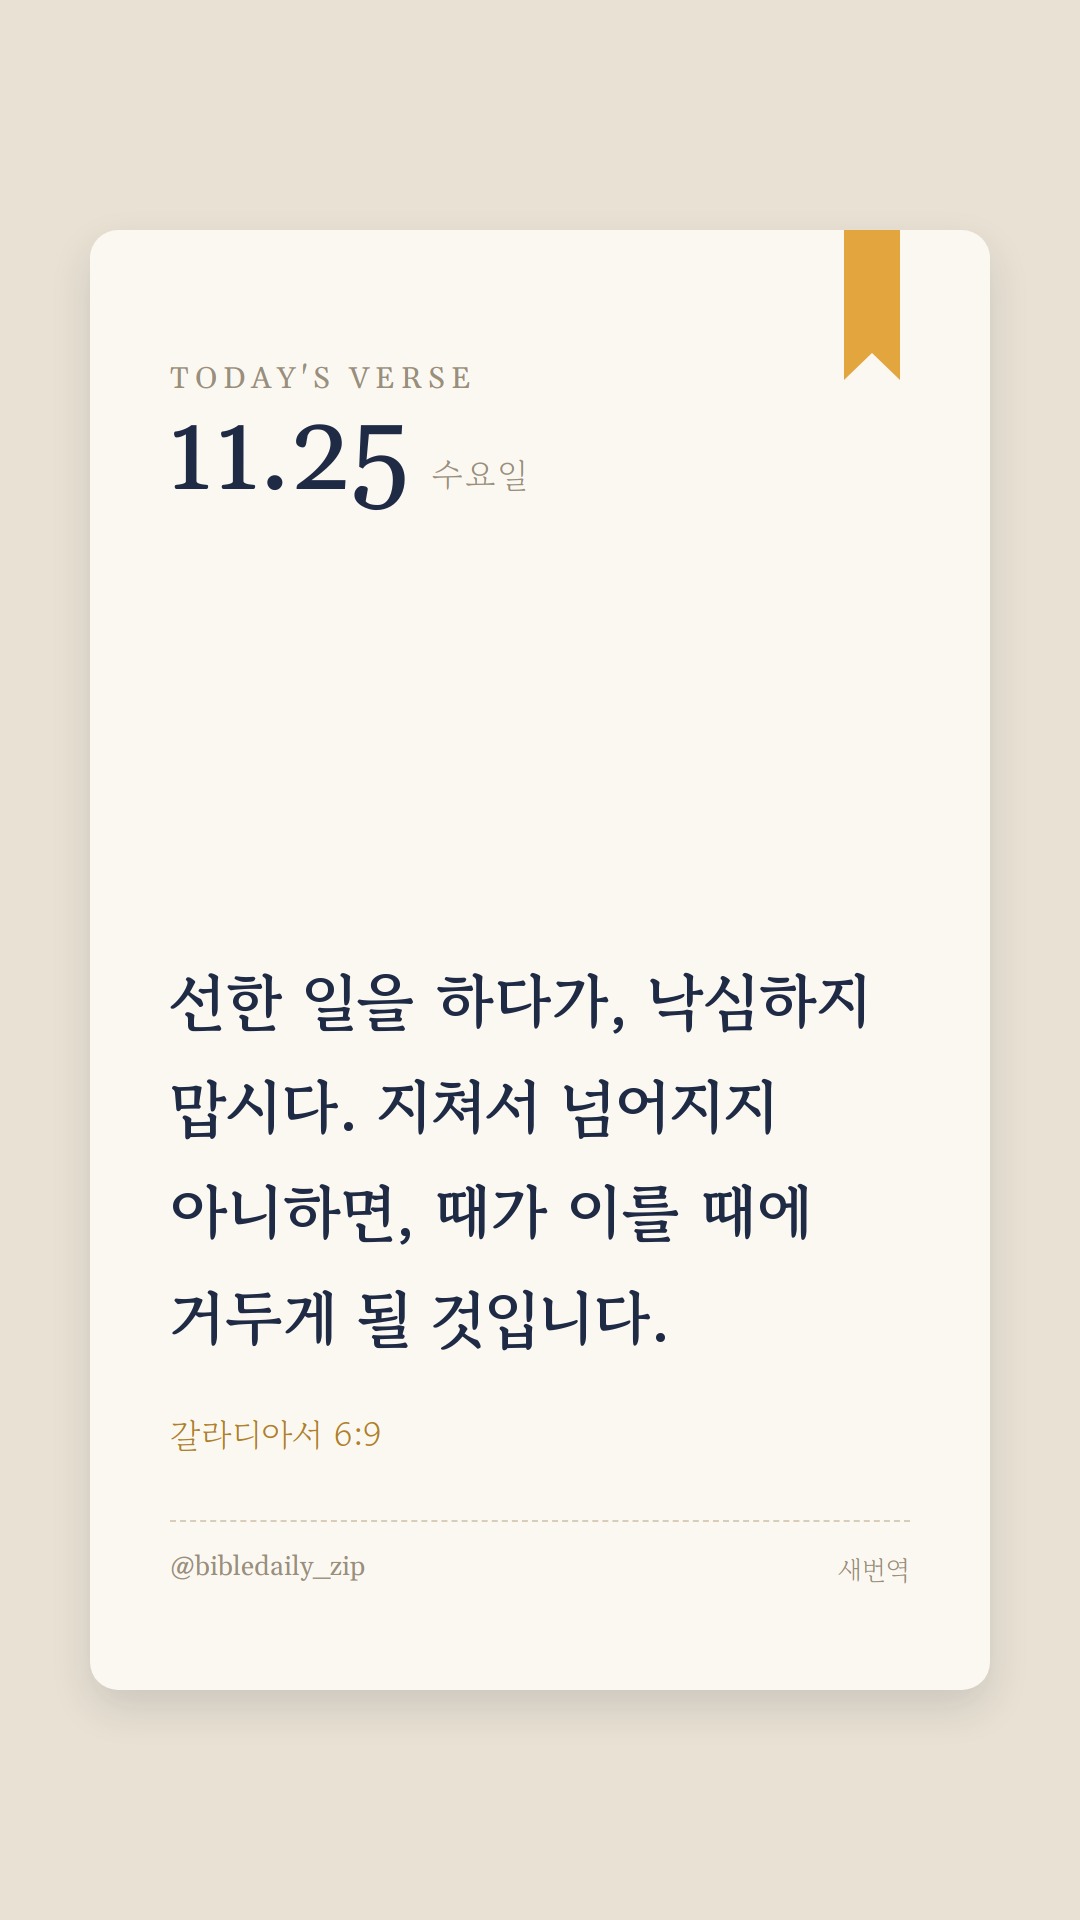 TODAY'S VERSE
11.25 수요일
선한 일을 하다가, 낙심하지
맙시다. 지쳐서 넘어지지
아니하면, 때가 이를 때에
거두게 될 것입니다.
갈라디아서 6:9
@bibledaily_zip 새번역